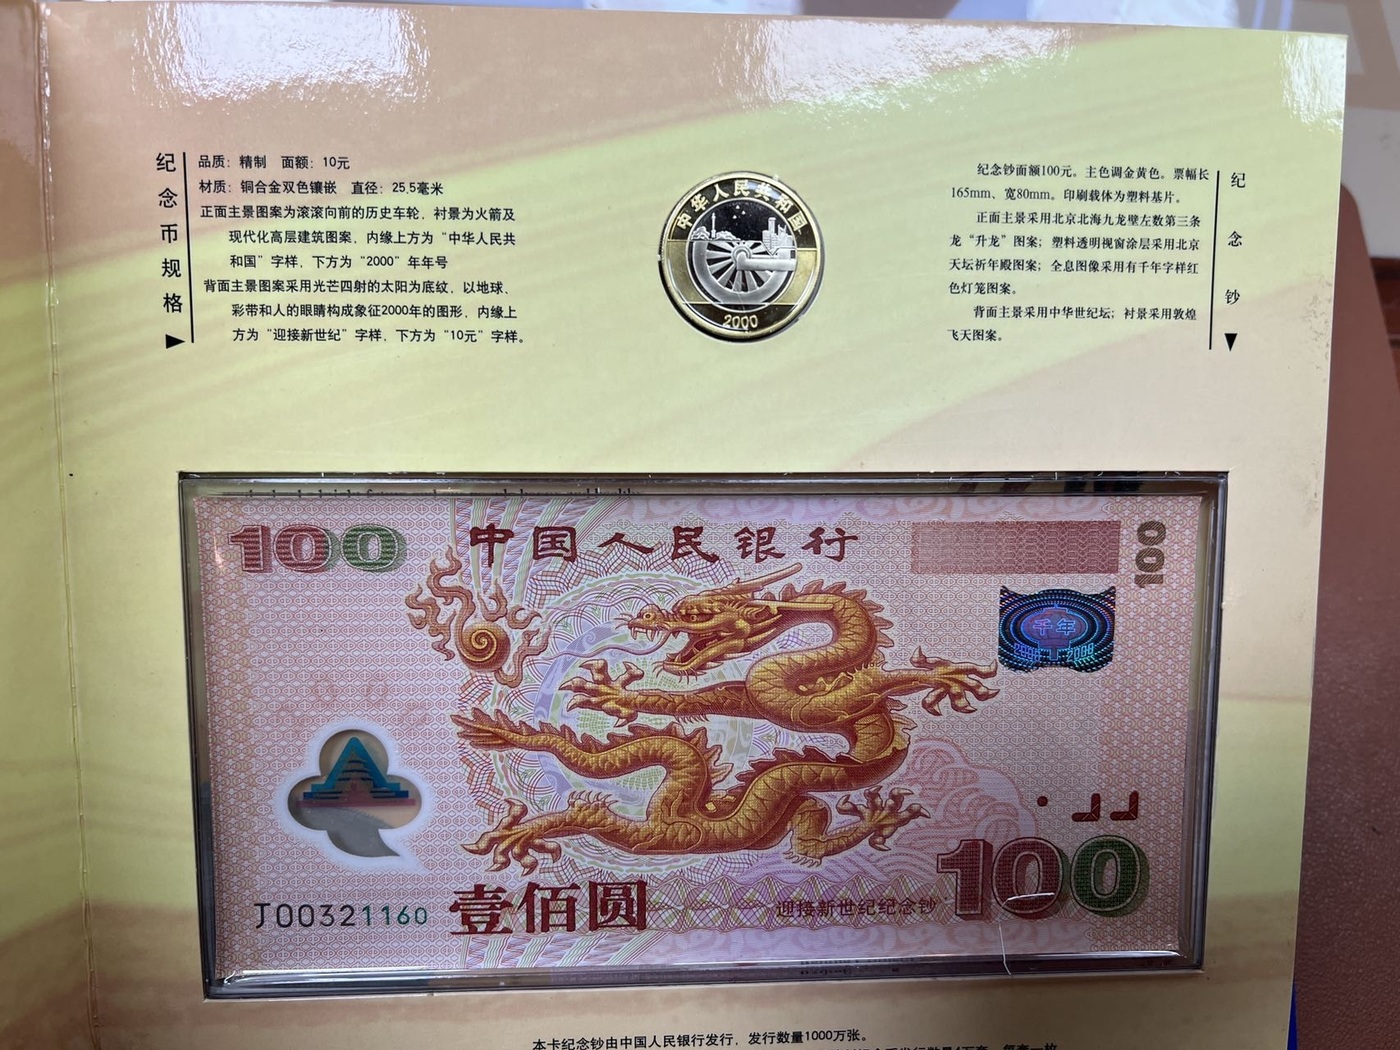 纪念币规格
品质：精制　面额：10元
材质：铜合金双色镶嵌　直径：25.5毫米
正面主景图案为滚滚向前的历史车轮，衬景为火箭及
现代化高层建筑图案，内缘上方为“中华人民共
和国”字样，下方为“2000”年年号
背面主景图案采用光芒四射的太阳为底纹，以地球、
彩带和人的眼睛构成象征2000年的图形，内缘上
方为“迎接新世纪”字样，下方为“10元”字样。
中华人民共和国
2000
纪念钞
纪念钞面额100元。主色调金黄色。票幅长
165mm、宽80mm。印刷载体为塑料基片。
正面主景采用北京北海九龙壁左数第三条
龙“升龙”图案；塑料透明视窗涂层采用北京
天坛祈年殿图案；全息图像采用有千年字样红
色灯笼图案。
背面主景采用中华世纪坛；衬景采用敦煌
飞天图案。
100
中国人民银行
100
千年
2000
J00321160
壹佰圆
迎接新世纪纪念钞
100
本卡纪念钞由中国人民银行发行，发行数量1000万张。